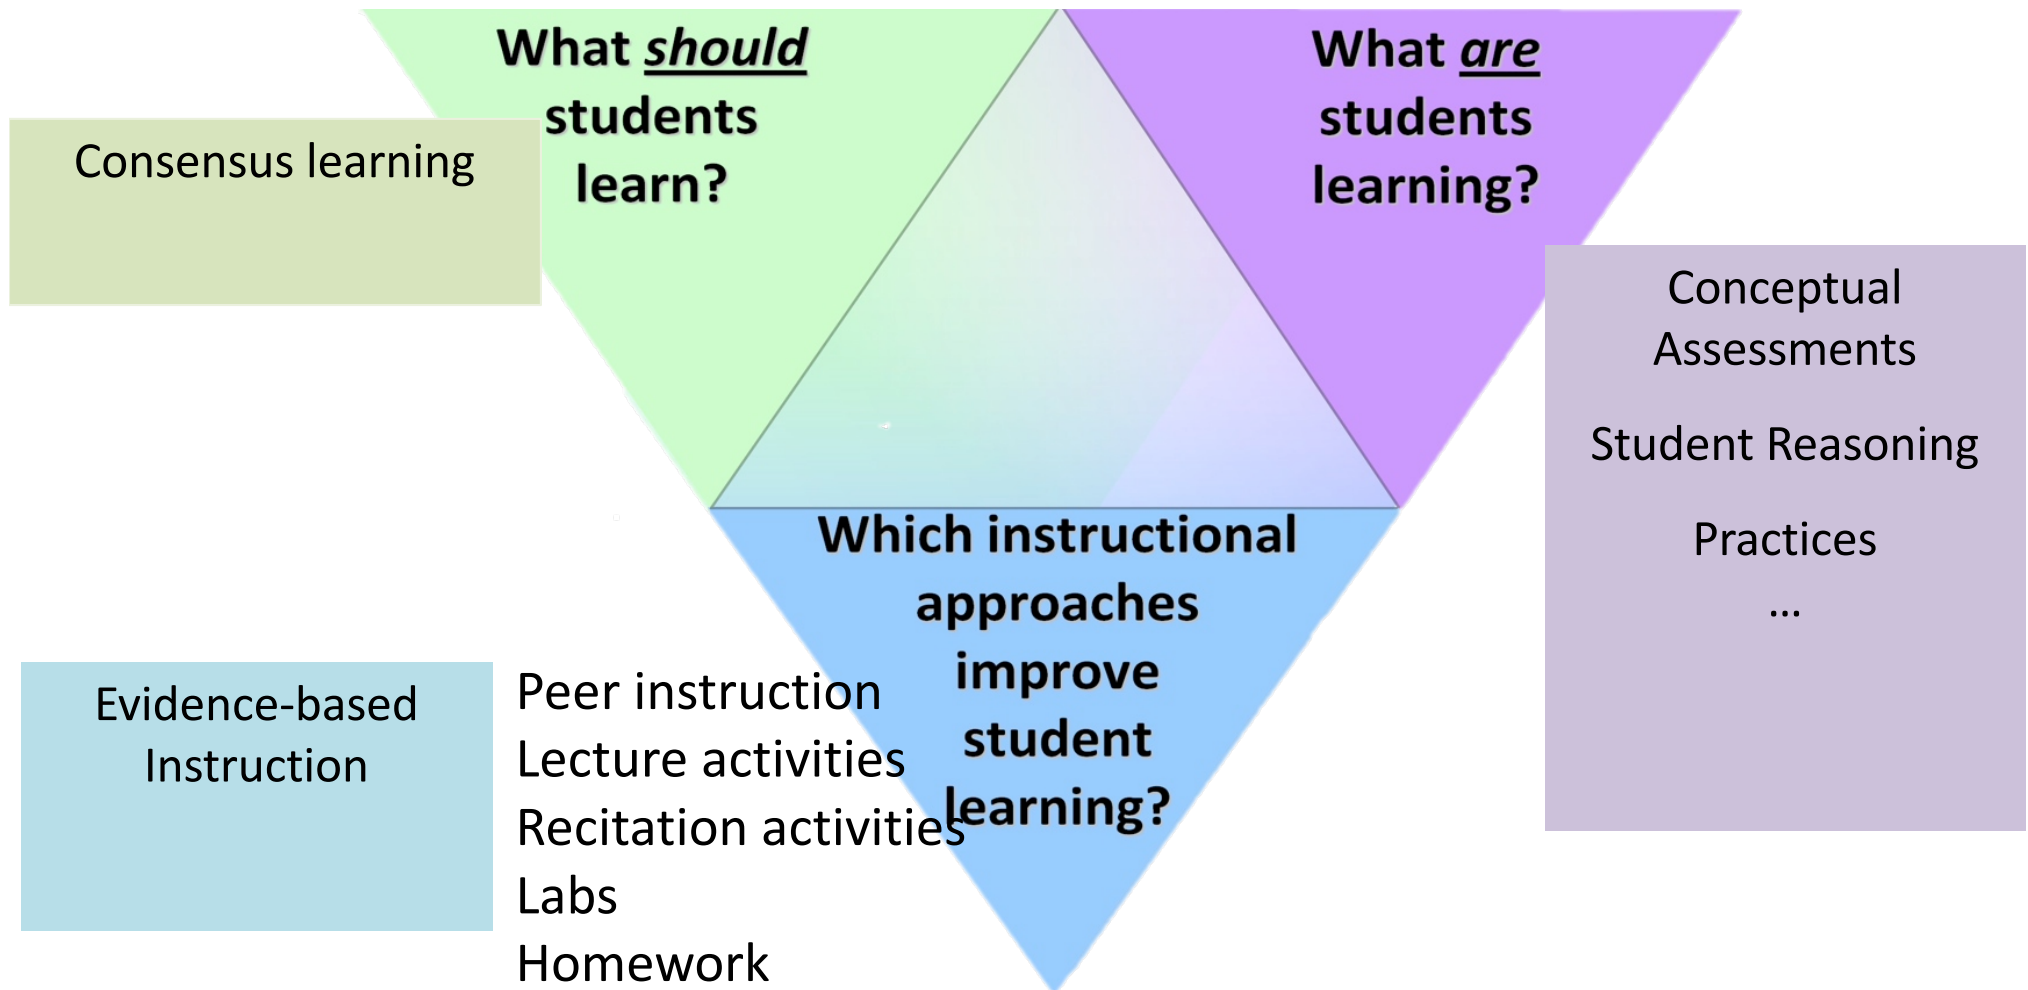 What should
students
learn?
What are
students
learning?
Consensus learning
Conceptual
Assessments
Student Reasoning
Practices
...
Which instructional
approaches
improve
student
learning?
Evidence-based
Instruction
Peer instruction
Lecture activities
Recitation activities
Labs
Homework